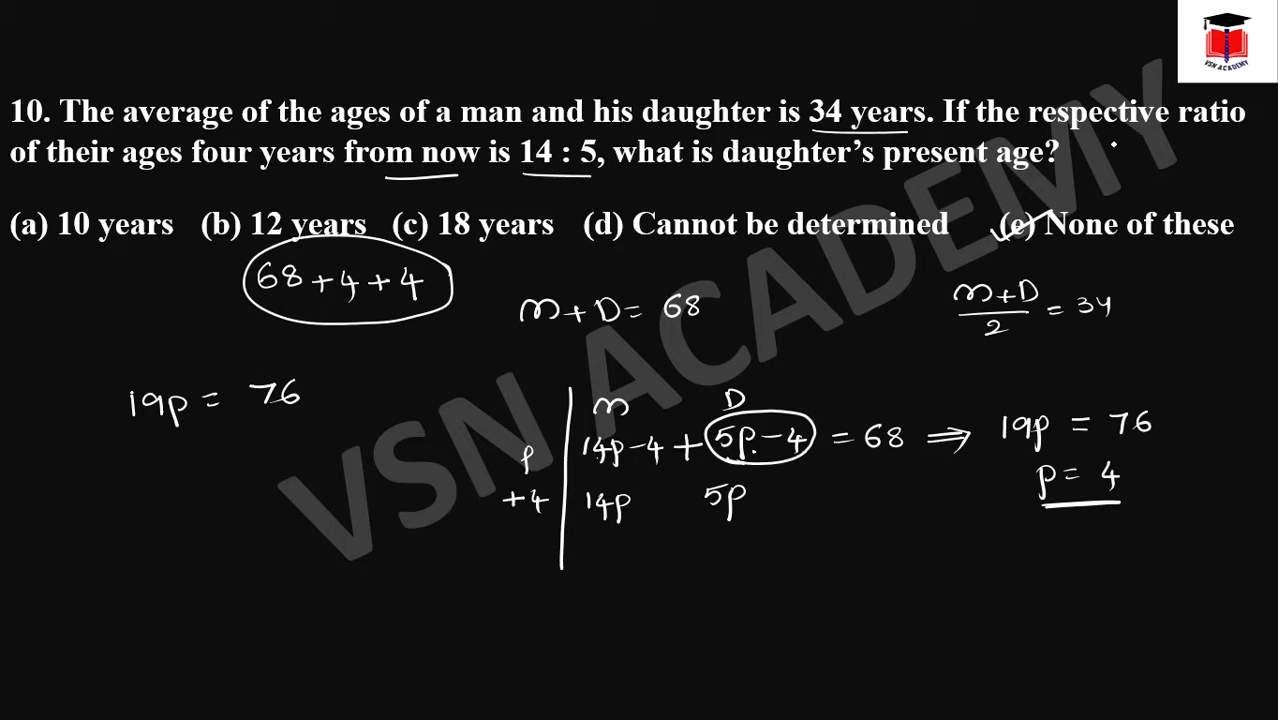 VSN ACADEMY
10. The average of the ages of a man and his daughter is 34 years. If the respective ratio
of their ages four years from now is 14 : 5, what is daughter’s present age?
(a) 10 years (b) 12 years (c) 18 years (d) Cannot be determined (e) None of these
68+4+4
m+D= 68
m+D/2 = 34
19p = 76
m D
p 14p-4 + 5p-4 = 68 ⇒ 19p = 76
p= 4
+4 14p 5p
VSN ACADEMY